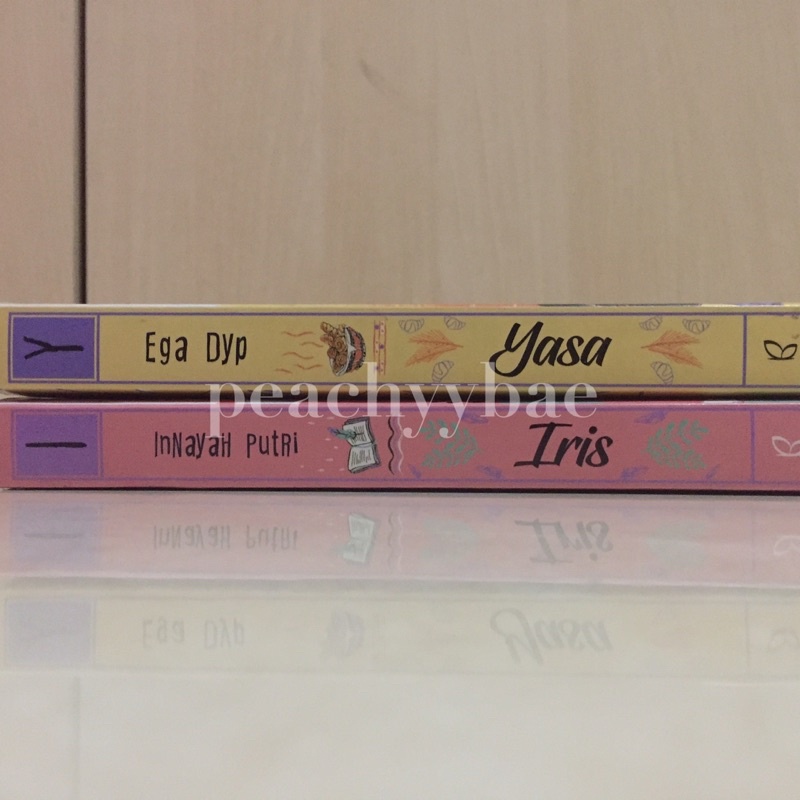 Y Ega Dyp Yasa
peachyybae
I InNayaH PutRi Iris